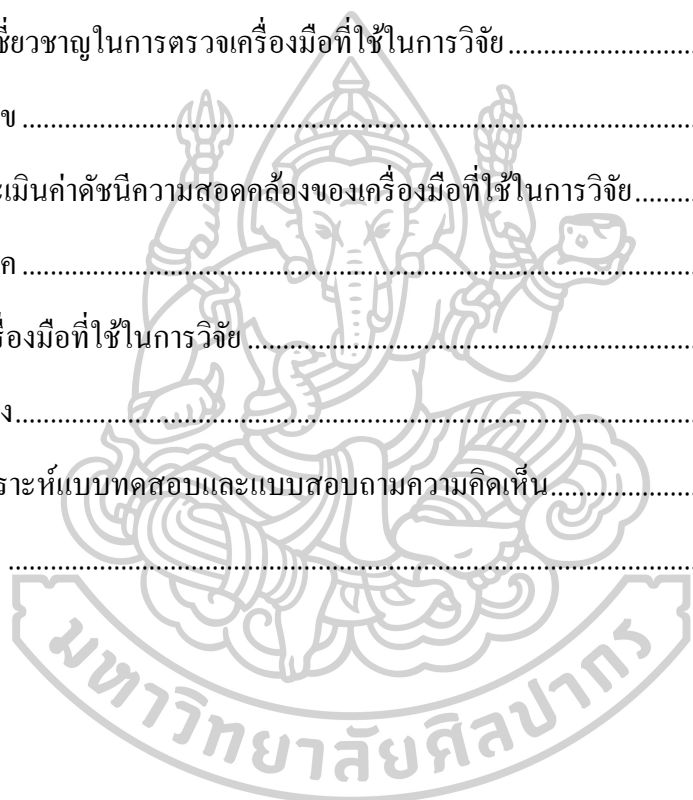 ชี่ยวชาญในการตรวจเครื่องมือที่ใช้ในการวิจัย
ข
ะเมินค่าดัชนีความสอดคล้องของเครื่องมือที่ใช้ในการวิจัย
ค
รื่องมือที่ใช้ในการวิจัย
ง
ราะห์แบบทดสอบและแบบสอบถามความคิดเห็น
มหาวิทยาลัยศิลปากร